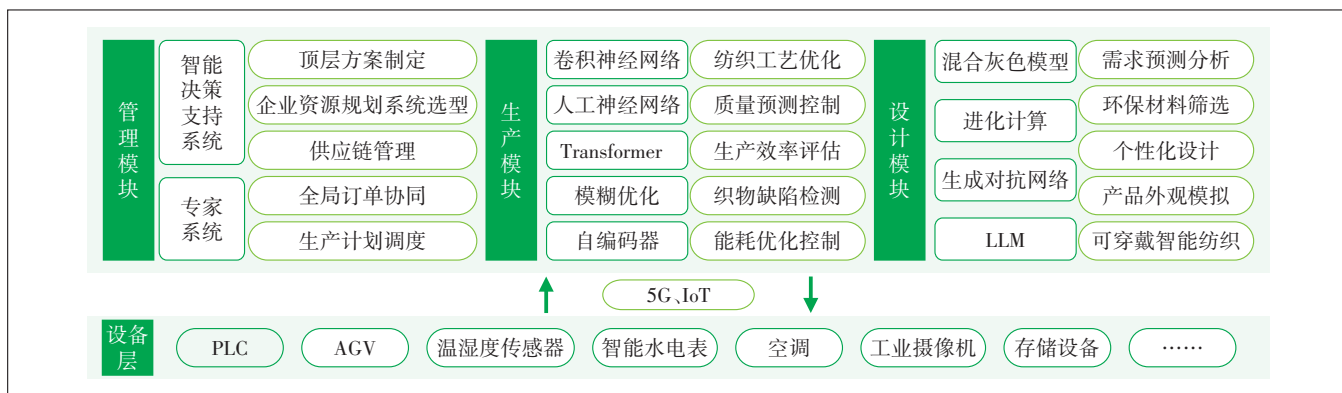 管理模块
智能
决策
支持
系统
专家
系统
顶层方案制定
企业资源规划系统选型
供应链管理
全局订单协同
生产计划调度
生产模块
卷积神经网络
人工神经网络
Transformer
模糊优化
自编码器
纺织工艺优化
质量预测控制
生产效率评估
织物缺陷检测
能耗优化控制
设计模块
混合灰色模型
进化计算
生成对抗网络
LLM
需求预测分析
环保材料筛选
个性化设计
产品外观模拟
可穿戴智能纺织
5G、IoT
设备
层
PLC
AGV
温湿度传感器
智能水电表
空调
工业摄像机
存储设备
……